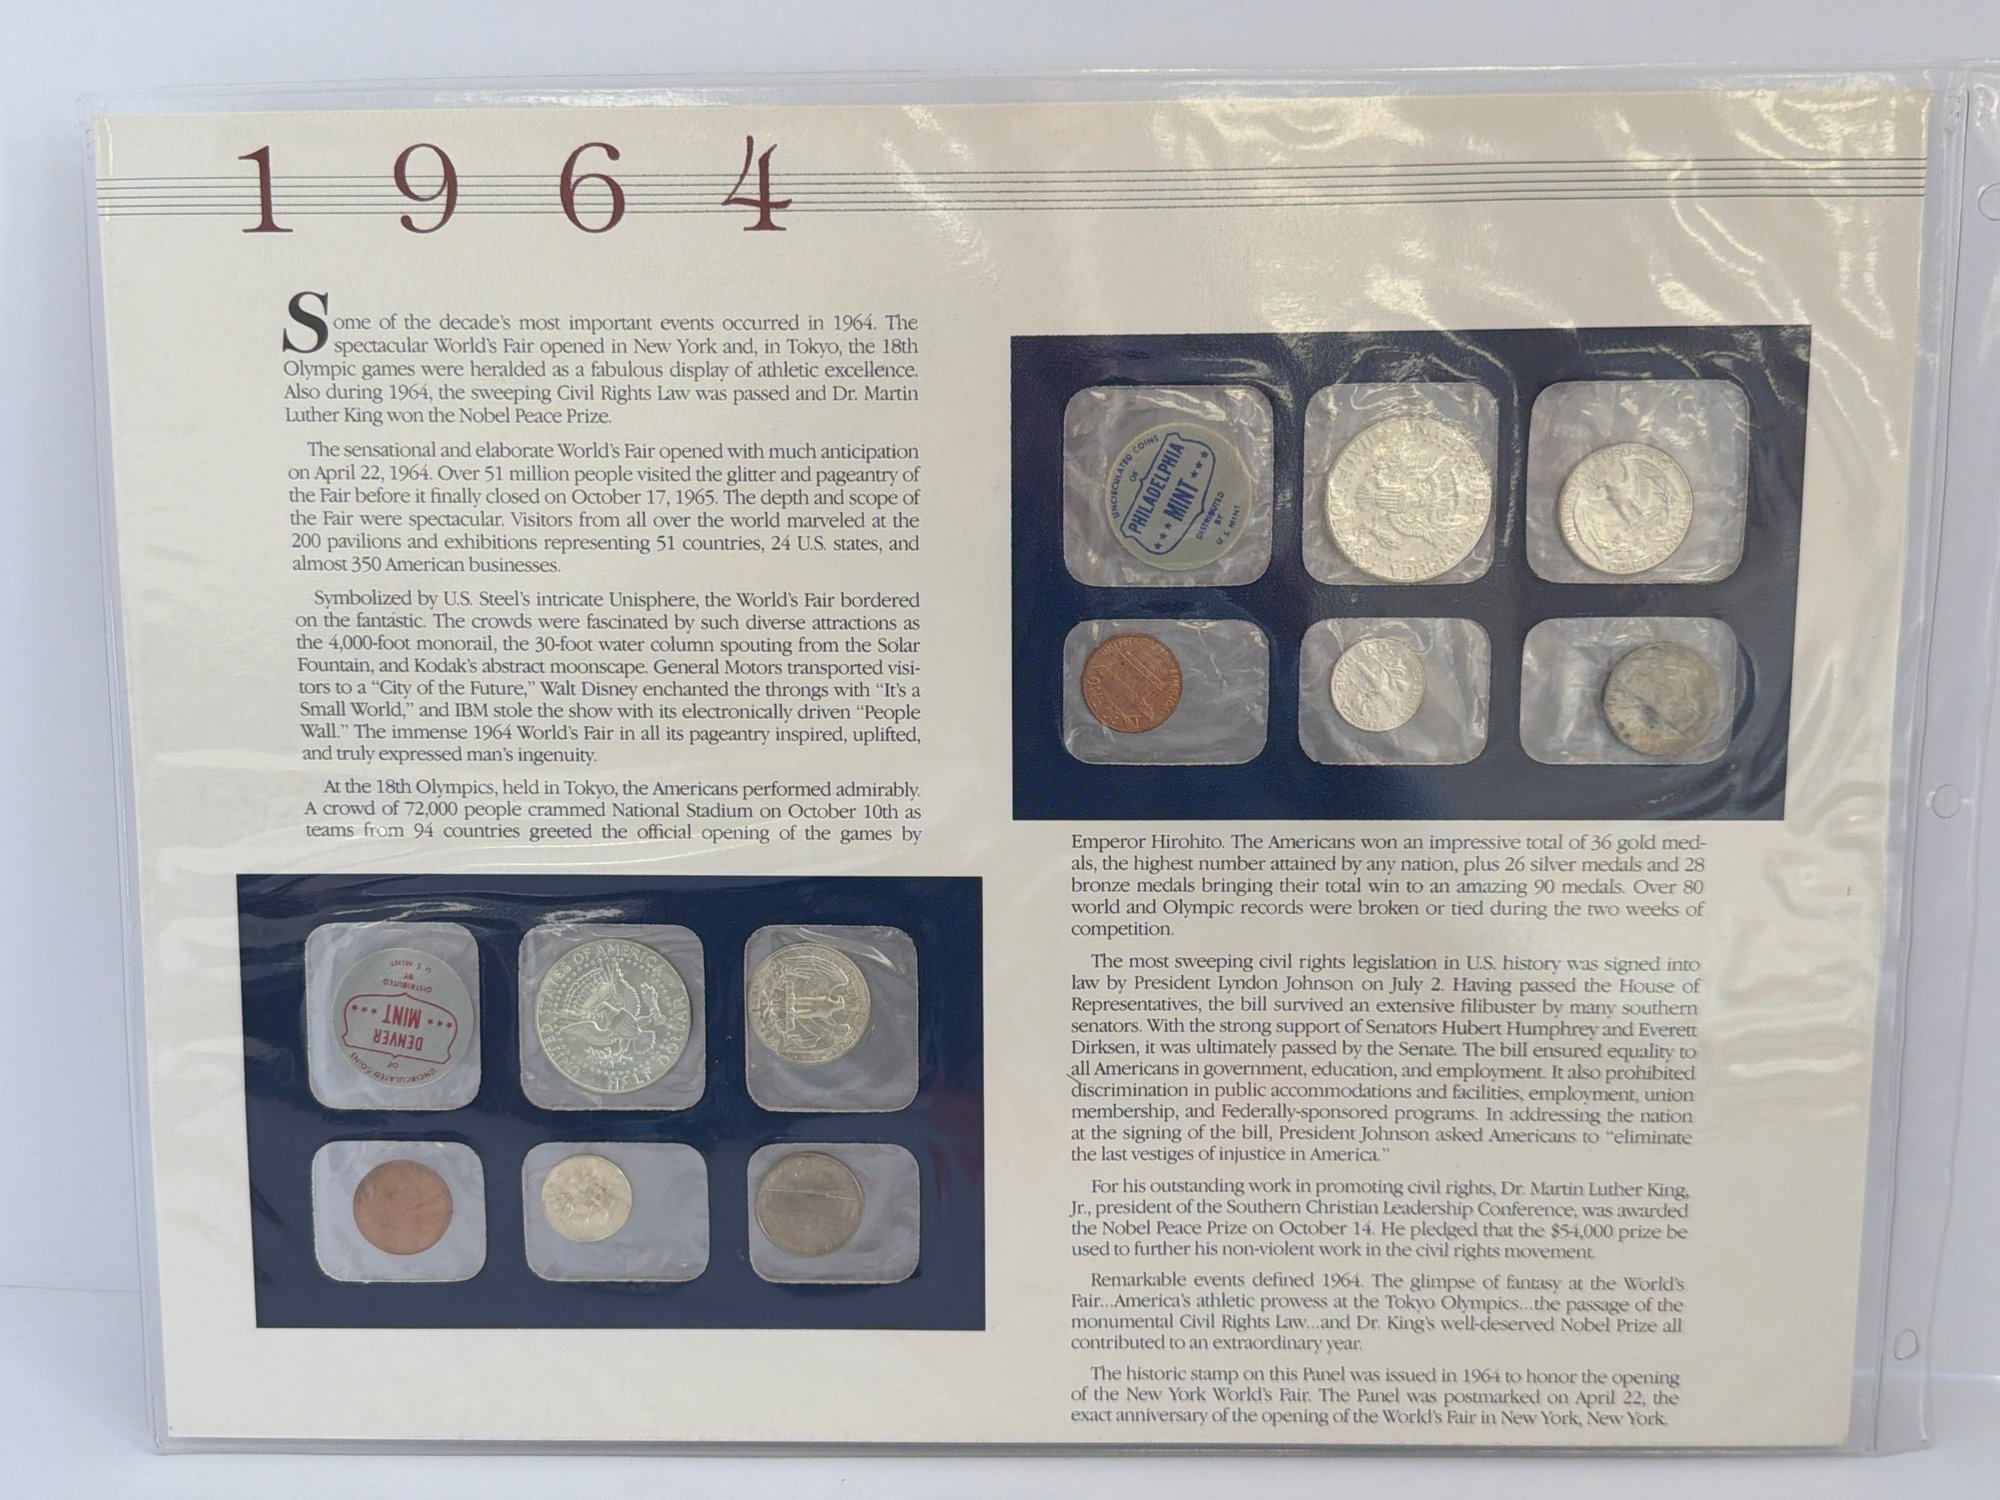 1964
Some of the decade's most important events occurred in 1964. The
spectacular World's Fair opened in New York and, in Tokyo, the 18th
Olympic games were heralded as a fabulous display of athletic excellence.
Also during 1964, the sweeping Civil Rights Law was passed and Dr. Martin
Luther King won the Nobel Peace Prize.
The sensational and elaborate World's Fair opened with much anticipation
on April 22, 1964. Over 51 million people visited the glitter and pageantry of
the Fair before it finally closed on October 17, 1965. The depth and scope of
the Fair were spectacular. Visitors from all over the world marveled at the
200 pavilions and exhibitions representing 51 countries, 24 U.S. states, and
almost 350 American businesses.
Symbolized by U.S. Steel's intricate Unisphere, the World's Fair bordered
on the fantastic. The crowds were fascinated by such diverse attractions as
the 4,000-foot monorail, the 30-foot water column spouting from the Solar
Fountain, and Kodak's abstract moonscape. General Motors transported visi-
tors to a "City of the Future," Walt Disney enchanted the throngs with "It's a
Small World," and IBM stole the show with its electronically driven "People
Wall." The immense 1964 World's Fair in all its pageantry inspired, uplifted,
and truly expressed man's ingenuity.
At the 18th Olympics, held in Tokyo, the Americans performed admirably.
A crowd of 72,000 people crammed National Stadium on October 10th as
teams from 94 countries greeted the official opening of the games by
UNCIRCULATED COINS
OF
DENVER
MINT
DISTRIBUTED
BY
U.S. MINT
UNITED STATES OF AMERICA
HALF DOLLAR
UNCIRCULATED COINS
OF
PHILADELPHIA
MINT
DISTRIBUTED
BY
U.S. MINT
ONE CENT
Emperor Hirohito. The Americans won an impressive total of 36 gold med-
als, the highest number attained by any nation, plus 26 silver medals and 28
bronze medals bringing their total win to an amazing 90 medals. Over 80
world and Olympic records were broken or tied during the two weeks of
competition.
The most sweeping civil rights legislation in U.S. history was signed into
law by President Lyndon Johnson on July 2. Having passed the House of
Representatives, the bill survived an extensive filibuster by many southern
senators. With the strong support of Senators Hubert Humphrey and Everett
Dirksen, it was ultimately passed by the Senate. The bill ensured equality to
all Americans in government, education, and employment. It also prohibited
discrimination in public accommodations and facilities, employment, union
membership, and Federally-sponsored programs. In addressing the nation
at the signing of the bill, President Johnson asked Americans to "eliminate
the last vestiges of injustice in America."
For his outstanding work in promoting civil rights, Dr. Martin Luther King,
Jr., president of the Southern Christian Leadership Conference, was awarded
the Nobel Peace Prize on October 14. He pledged that the $54,000 prize be
used to further his non-violent work in the civil rights movement.
Remarkable events defined 1964. The glimpse of fantasy at the World's
Fair...America's athletic prowess at the Tokyo Olympics...the passage of the
monumental Civil Rights Law...and Dr. King's well-deserved Nobel Prize all
contributed to an extraordinary year.
The historic stamp on this Panel was issued in 1964 to honor the opening
of the New York World's Fair. The Panel was postmarked on April 22, the
exact anniversary of the opening of the World's Fair in New York, New York.